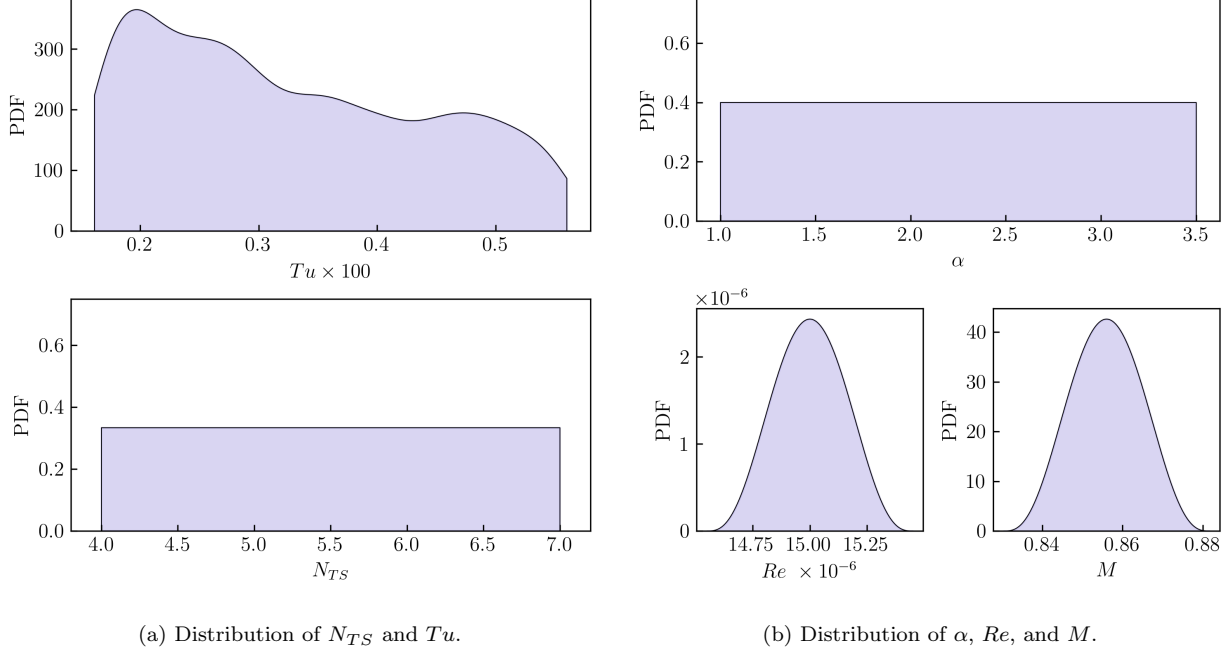 300
200
100
0
PDF
0.2 0.3 0.4 0.5
Tu × 100
0.6
0.4
0.2
0.0
PDF
4.0 4.5 5.0 5.5 6.0 6.5 7.0
N_{TS}
(a) Distribution of N_{TS} and Tu.
0.6
0.4
0.2
0.0
PDF
1.0 1.5 2.0 2.5 3.0 3.5
α
×10^{−6}
2
1
0
PDF
14.75 15.00 15.25
Re × 10^{−6}
40
30
20
10
0
PDF
0.84 0.86 0.88
M
(b) Distribution of α, Re, and M.